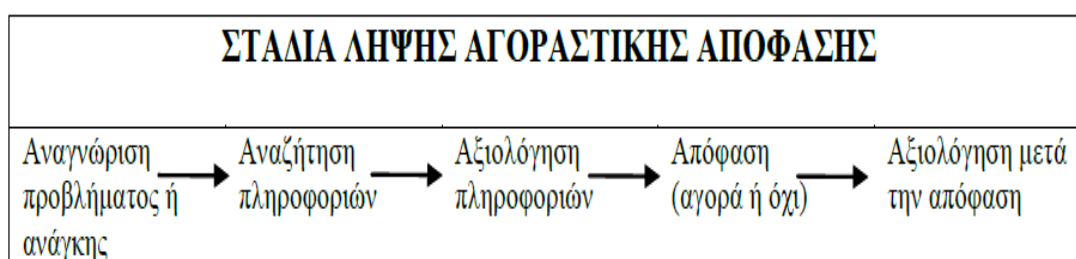 ΣΤΑΔΙΑ ΛΗΨΗΣ ΑΓΟΡΑΣΤΙΚΗΣ ΑΠΟΦΑΣΗΣ
Αναγνώριση
προβλήματος ή
ανάγκης
Αναζήτηση
πληροφοριών
Αξιολόγηση
πληροφοριών
Απόφαση
(αγορά ή όχι)
Αξιολόγηση μετά
την απόφαση